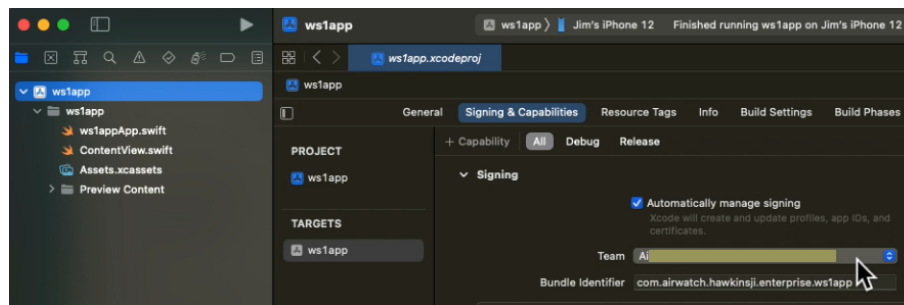 ws1app
ws1app 〉 Jim's iPhone 12 Finished running ws1app on Jim's iPhone 12
ws1app.xcodeproj
ws1app
ws1app
General Signing & Capabilities Resource Tags Info Build Settings Build Phases
ws1app
ws1appApp.swift
ContentView.swift
Assets.xcassets
Preview Content
+ Capability All Debug Release
PROJECT
ws1app
TARGETS
ws1app
Signing
Automatically manage signing
Xcode will create and update profiles, app IDs, and
certificates.
Team Ai
Bundle Identifier com.airwatch.hawkinsji.enterprise.ws1app